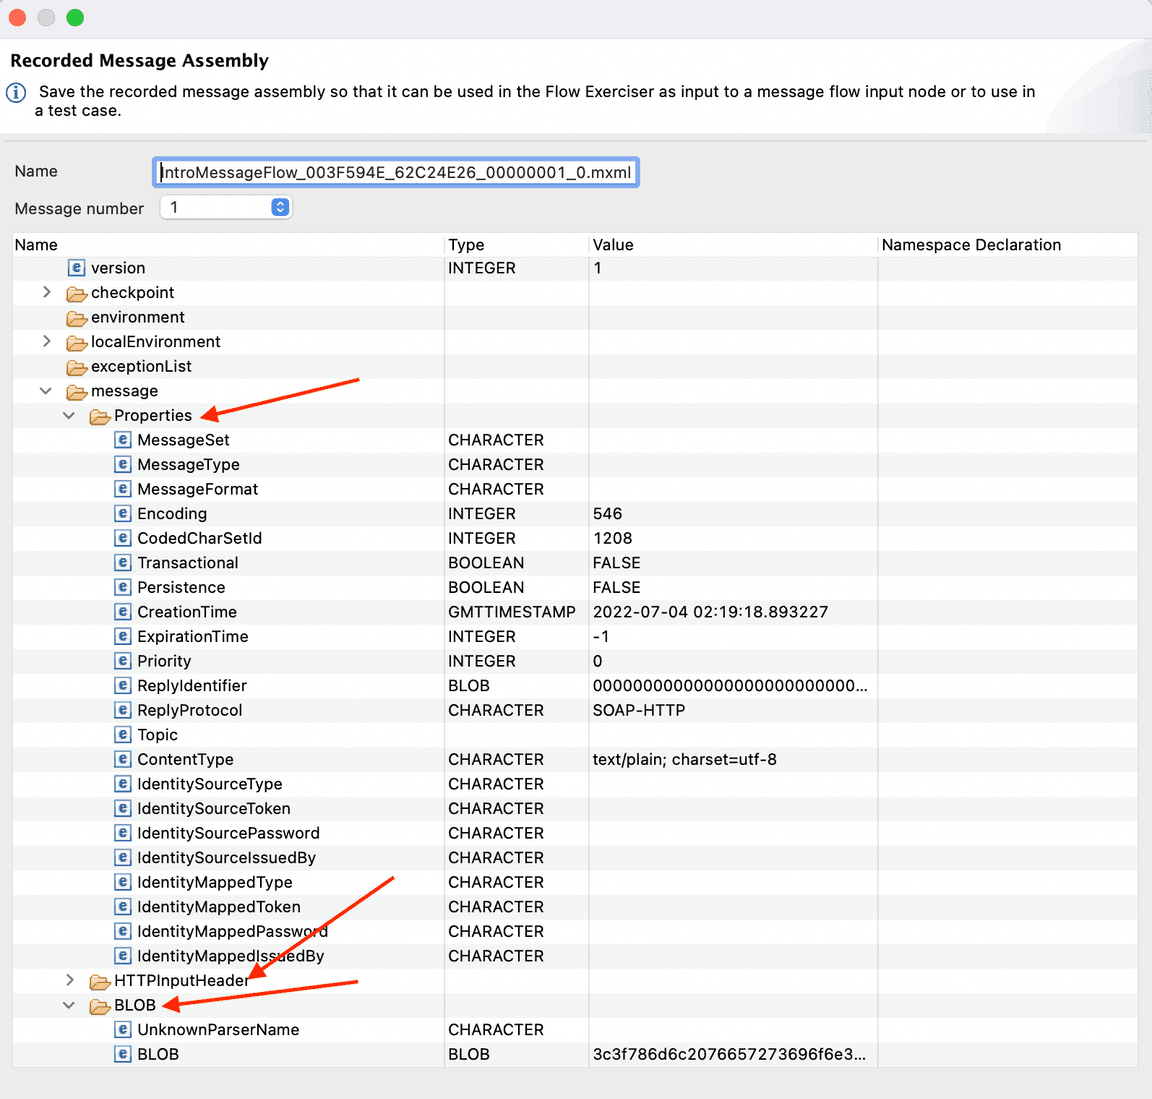 Recorded Message Assembly
Save the recorded message assembly so that it can be used in the Flow Exerciser as input to a message flow input node or to use in
a test case.
Name IntroMessageFlow_003F594E_62C24E26_00000001_0.mxml
Message number 1
Name Type Value Namespace Declaration
version INTEGER 1
checkpoint
environment
localEnvironment
exceptionList
message
Properties
MessageSet CHARACTER
MessageType CHARACTER
MessageFormat CHARACTER
Encoding INTEGER 546
CodedCharSetId INTEGER 1208
Transactional BOOLEAN FALSE
Persistence BOOLEAN FALSE
CreationTime GMTTIMESTAMP 2022-07-04 02:19:18.893227
ExpirationTime INTEGER -1
Priority INTEGER 0
ReplyIdentifier BLOB 000000000000000000000000000...
ReplyProtocol CHARACTER SOAP-HTTP
Topic
ContentType CHARACTER text/plain; charset=utf-8
IdentitySourceType CHARACTER
IdentitySourceToken CHARACTER
IdentitySourcePassword CHARACTER
IdentitySourceIssuedBy CHARACTER
IdentityMappedType CHARACTER
IdentityMappedToken CHARACTER
IdentityMappedPassword CHARACTER
IdentityMappedIssuedBy CHARACTER
HTTPInputHeader
BLOB
UnknownParserName CHARACTER
BLOB BLOB 3c3f786d6c2076657273696f6e3...